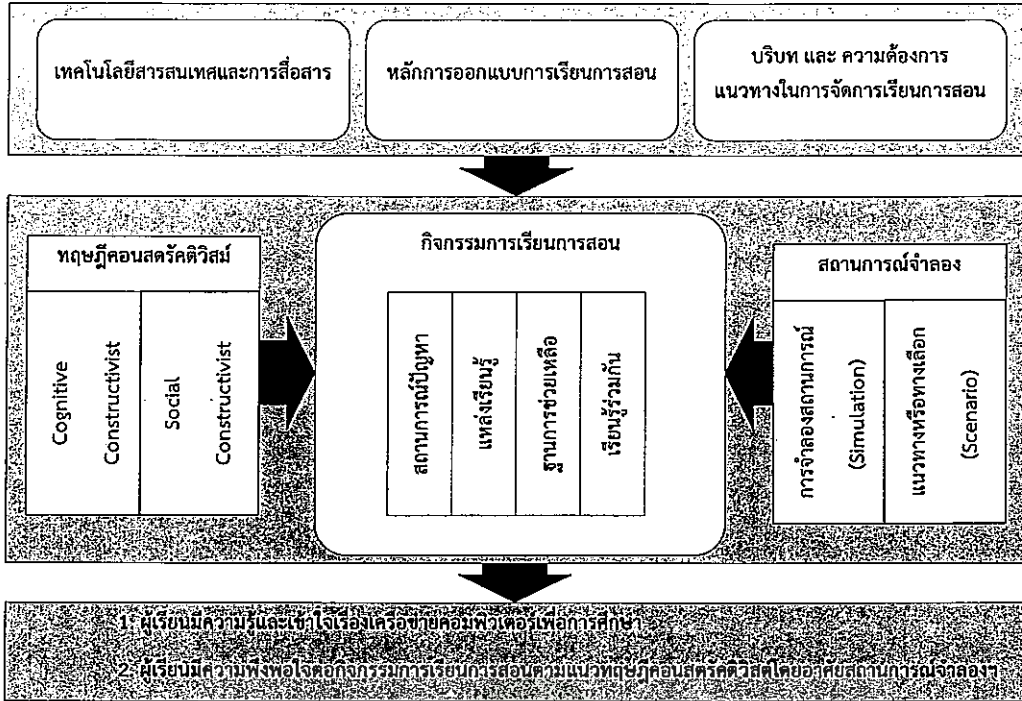 เทคโนโลยีสารสนเทศและการสื่อสาร
หลักการออกแบบการเรียนการสอน
บริบท และ ความต้องการ
แนวทางในการจัดการเรียนการสอน
ทฤษฎีคอนสตรัคติวิสม์
Cognitive
Constructivist
Social
Constructivist
กิจกรรมการเรียนการสอน
สถานการณ์ปัญหา
แหล่งเรียนรู้
ฐานการช่วยเหลือ
เรียนรู้ร่วมกัน
สถานการณ์จำลอง
การจำลองสถานการณ์
(Simulation)
แนวทางหรือทางเลือก
(Scenario)
1. ผู้เรียนมีความรู้และเข้าใจเรื่องเครือข่ายคอมพิวเตอร์เพื่อการศึกษา
2. ผู้เรียนมีความพึงพอใจต่อกิจกรรมการเรียนการสอนตามแนวทฤษฎีคอนสตรัคติวิสต์โดยอาศัยสถานการณ์จำลองฯ